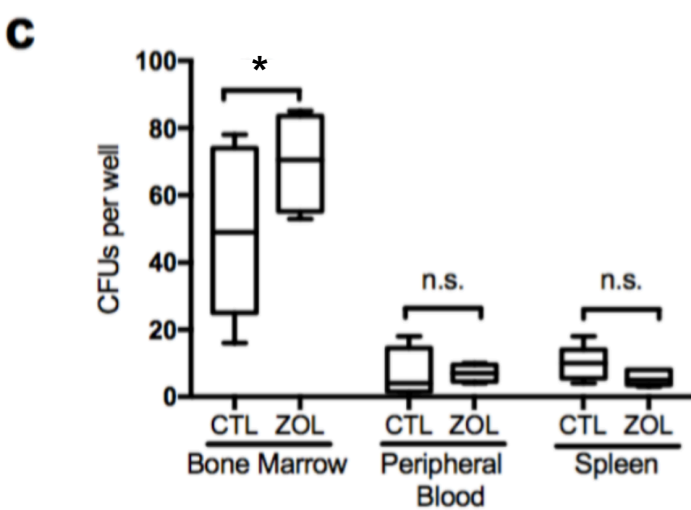 c
*
100
80
60
40
20
0
CFUs per well
n.s.
n.s.
CTL ZOL CTL ZOL CTL ZOL
Bone Marrow Peripheral Blood Spleen